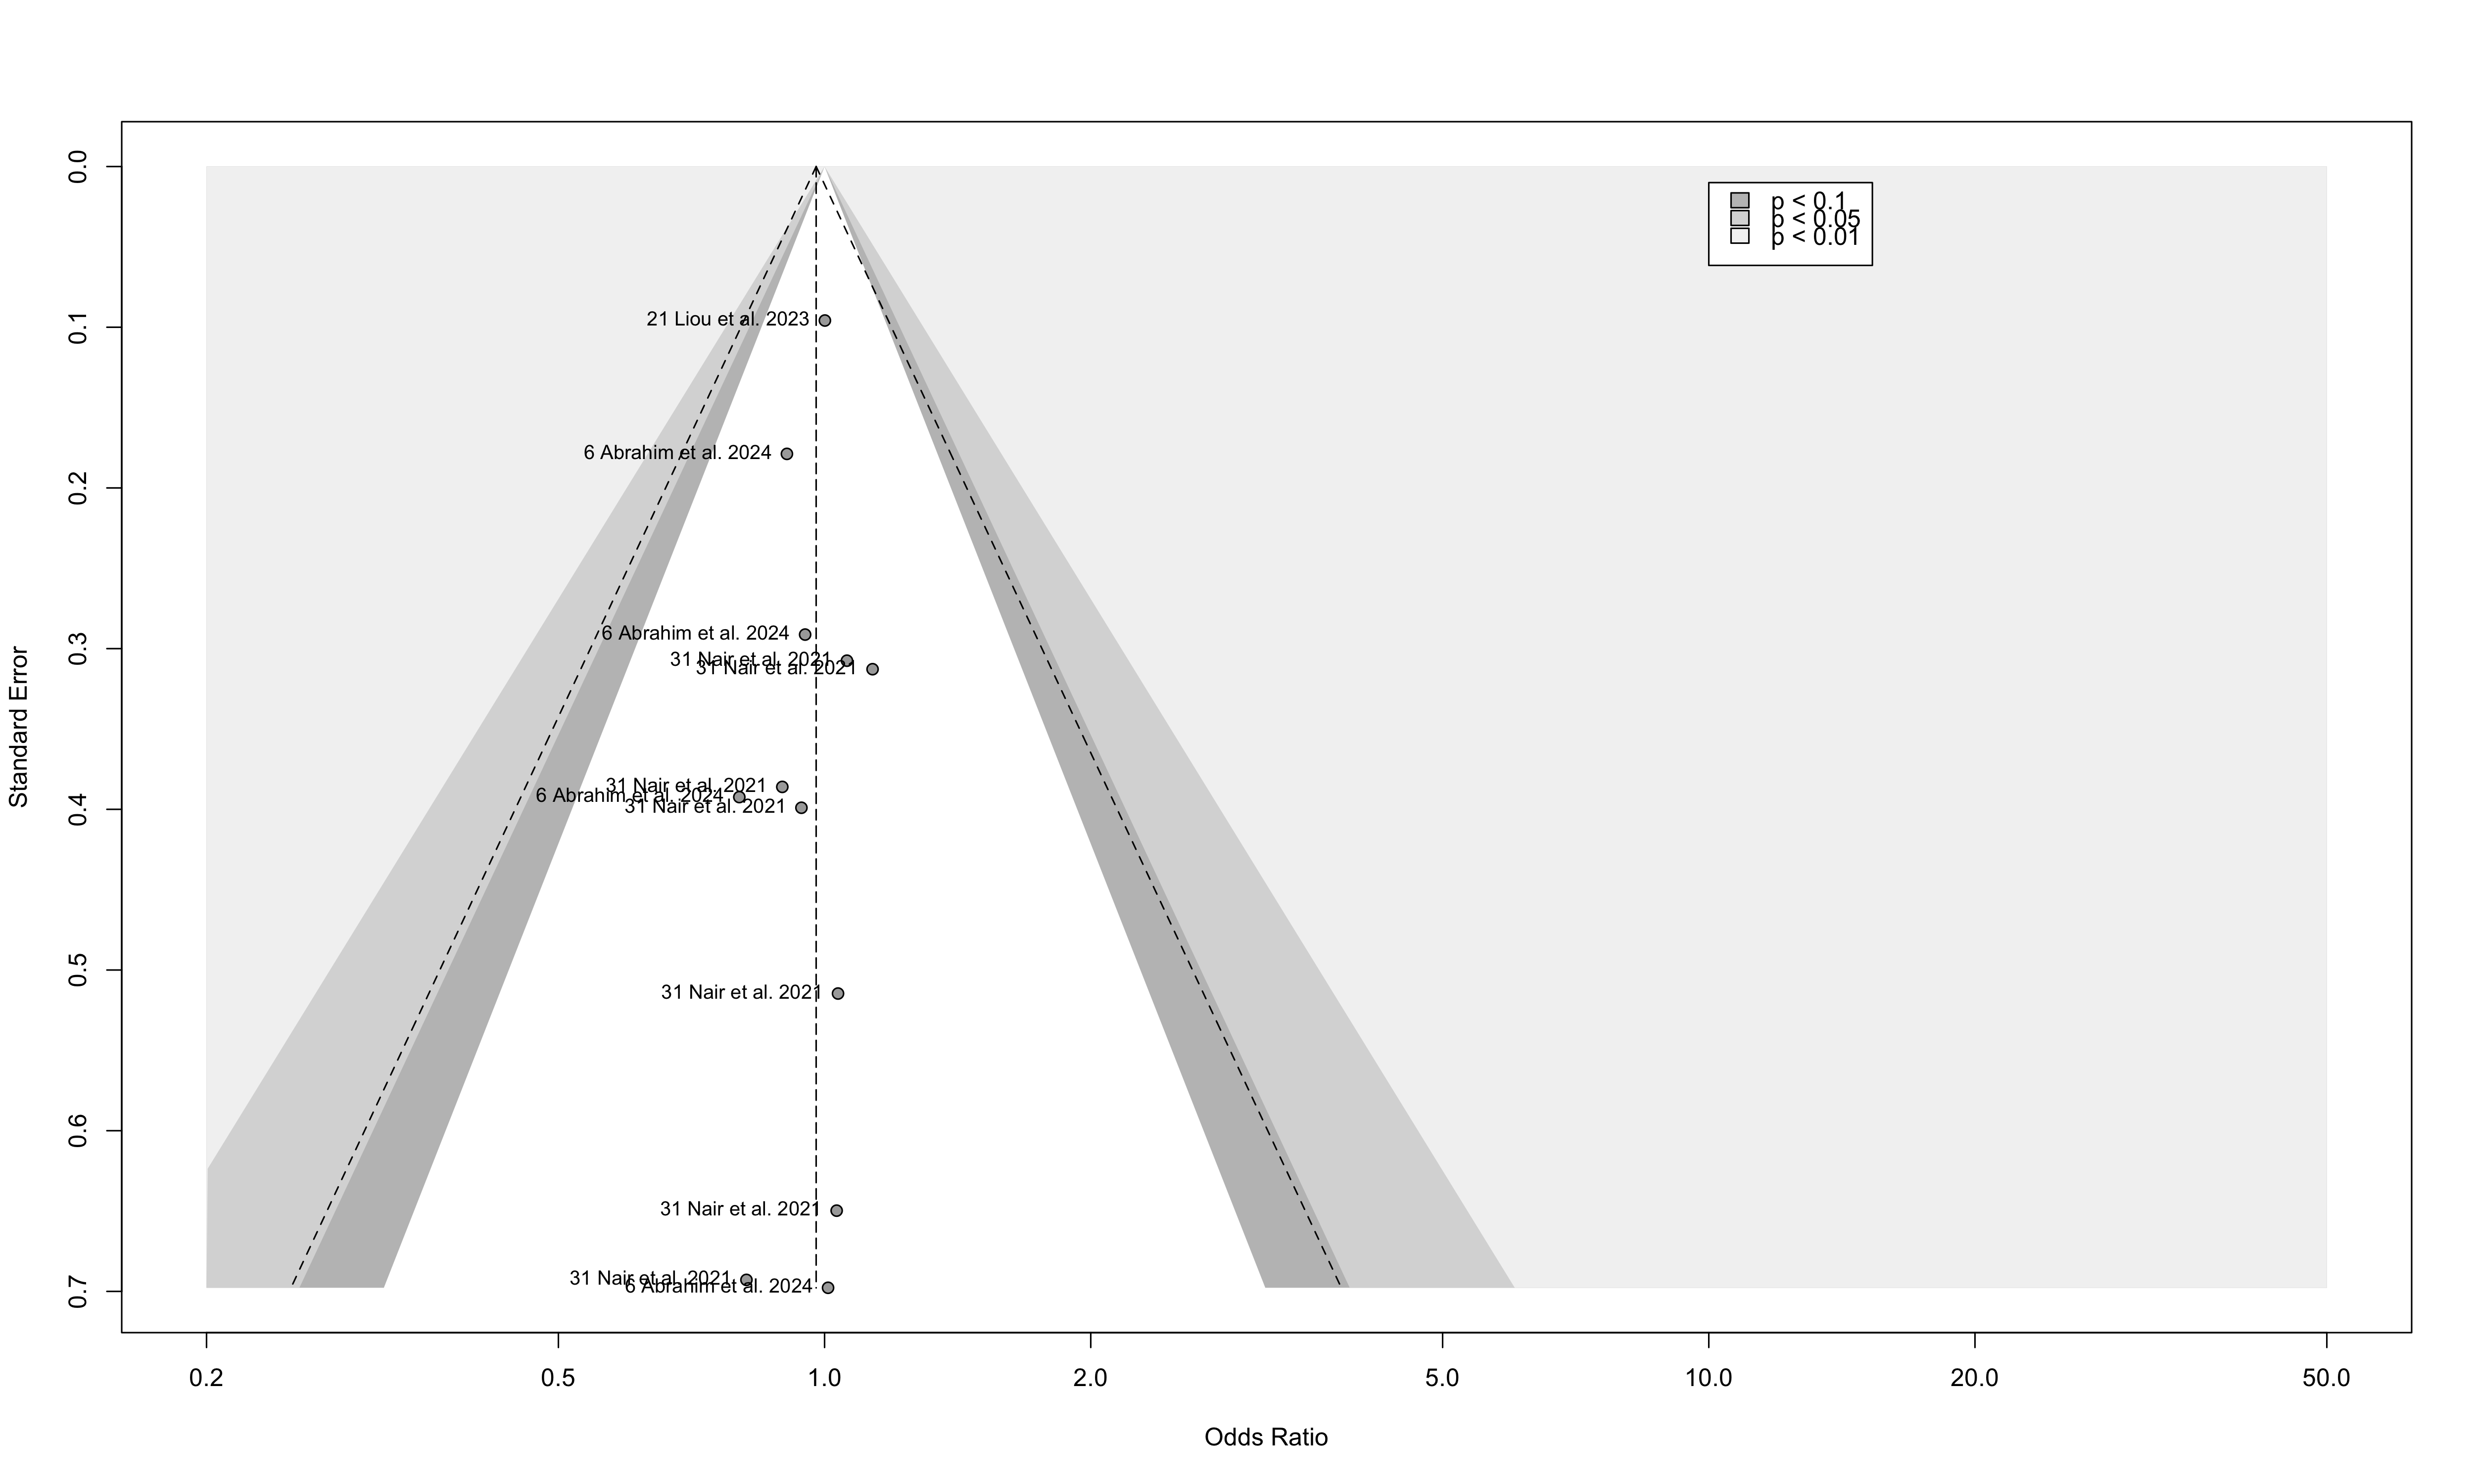 p < 0.1
p < 0.05
p < 0.01
0.0
0.1
0.2
0.3
0.4
0.5
0.6
0.7
Standard Error
21 Liou et al. 2023
6 Abrahim et al. 2024
6 Abrahim et al. 2024
31 Nair et al. 2021
31 Nair et al. 2021
31 Nair et al. 2021
6 Abrahim et al. 2024
31 Nair et al. 2021
31 Nair et al. 2021
31 Nair et al. 2021
31 Nair et al. 2021
6 Abrahim et al. 2024
0.2
0.5
1.0
2.0
5.0
10.0
20.0
50.0
Odds Ratio